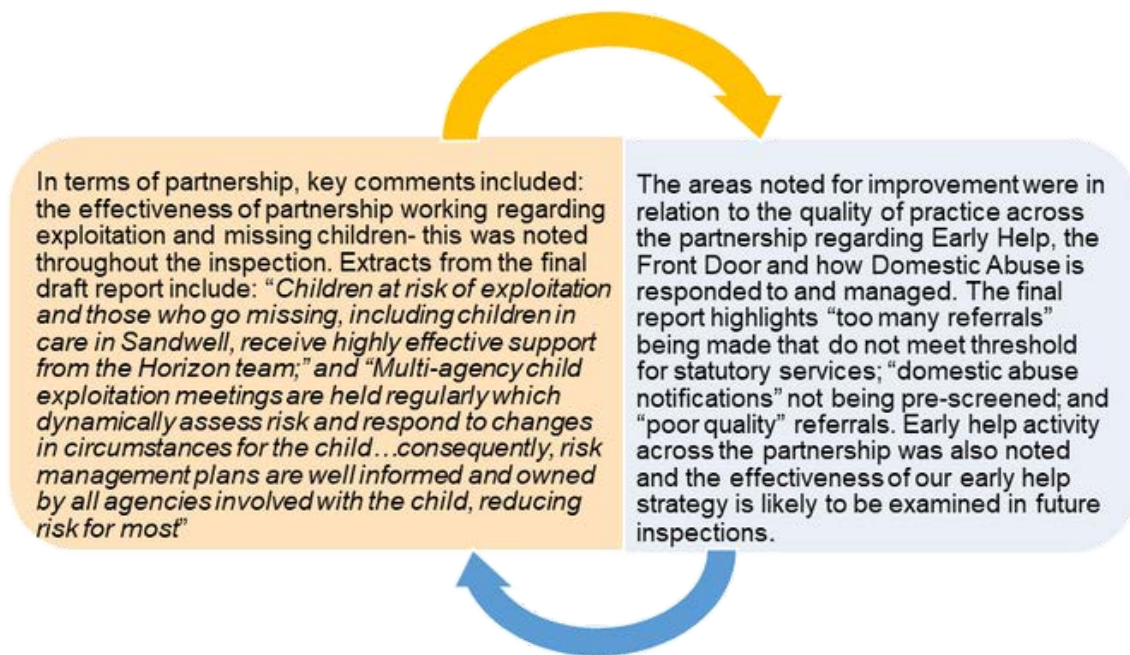 In terms of partnership, key comments included:
the effectiveness of partnership working regarding
exploitation and missing children- this was noted
throughout the inspection. Extracts from the final
draft report include: “Children at risk of exploitation
and those who go missing, including children in
care in Sandwell, receive highly effective support
from the Horizon team;” and “Multi-agency child
exploitation meetings are held regularly which
dynamically assess risk and respond to changes
in circumstances for the child…consequently, risk
management plans are well informed and owned
by all agencies involved with the child, reducing
risk for most”
The areas noted for improvement were in
relation to the quality of practice across
the partnership regarding Early Help, the
Front Door and how Domestic Abuse is
responded to and managed. The final
report highlights “too many referrals”
being made that do not meet threshold
for statutory services; “domestic abuse
notifications” not being pre-screened; and
“poor quality” referrals. Early help activity
across the partnership was also noted
and the effectiveness of our early help
strategy is likely to be examined in future
inspections.